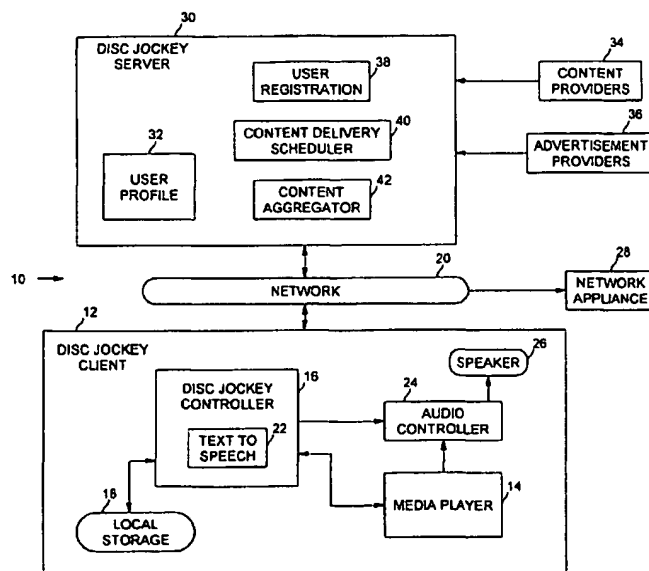 30
DISC JOCKEY
SERVER
38
USER
REGISTRATION
34
CONTENT
PROVIDERS
40
CONTENT DELIVERY
SCHEDULER
36
ADVERTISEMENT
PROVIDERS
32
USER
PROFILE
42
CONTENT
AGGREGATOR
10
20
NETWORK
28
NETWORK
APPLIANCE
12
DISC JOCKEY
CLIENT
26
SPEAKER
16
DISC JOCKEY
CONTROLLER
24
AUDIO
CONTROLLER
22
TEXT TO
SPEECH
18
LOCAL
STORAGE
MEDIA PLAYER
14